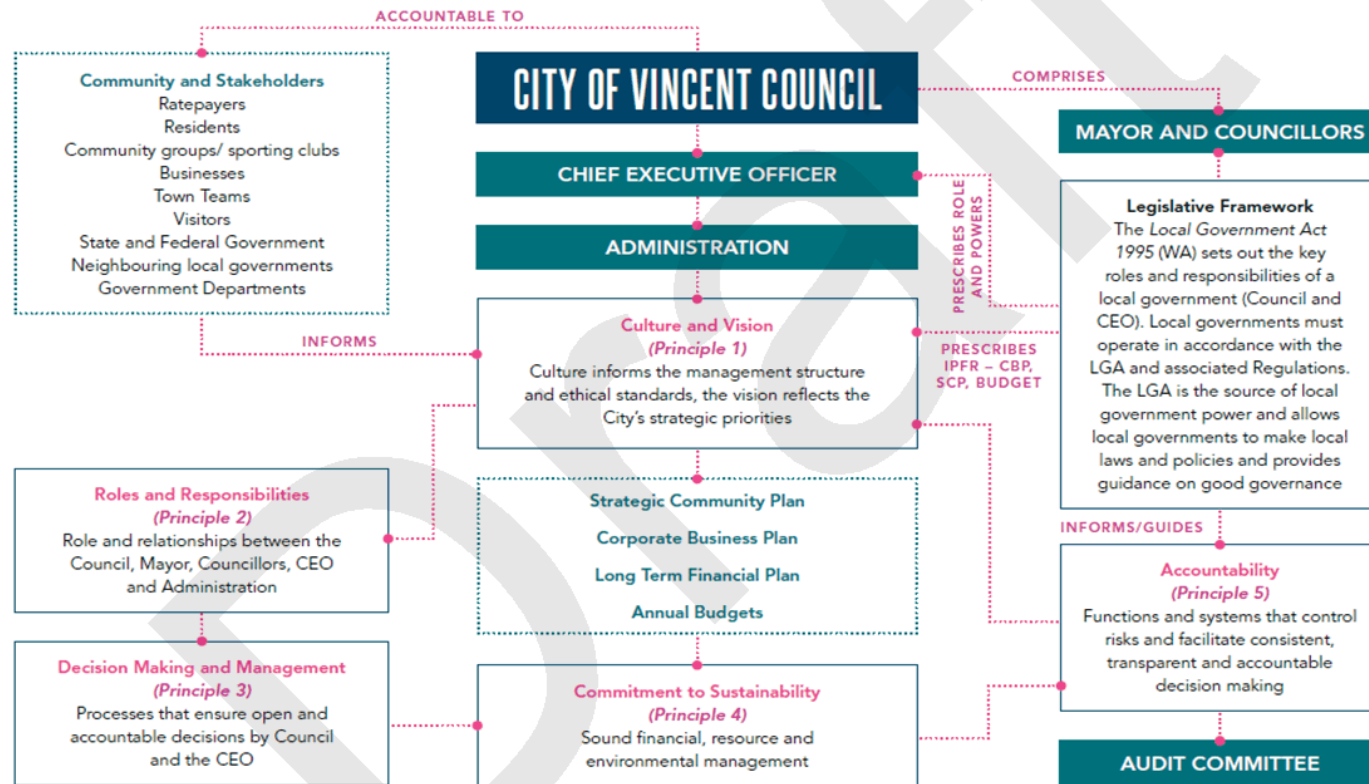 ACCOUNTABLE TO
CITY OF VINCENT COUNCIL
COMPRISES
Community and Stakeholders
Ratepayers
Residents
Community groups/ sporting clubs
Businesses
Town Teams
Visitors
State and Federal Government
Neighbouring local governments
Government Departments
MAYOR AND COUNCILLORS
CHIEF EXECUTIVE OFFICER
ADMINISTRATION
PRESCRIBES ROLE
AND POWERS
Legislative Framework
The Local Government Act
1995 (WA) sets out the key
roles and responsibilities of a
local government (Council and
CEO). Local governments must
operate in accordance with the
LGA and associated Regulations.
The LGA is the source of local
government power and allows
local governments to make local
laws and policies and provides
guidance on good governance
INFORMS
Culture and Vision
(Principle 1)
Culture informs the management structure
and ethical standards, the vision reflects the
City's strategic priorities
PRESCRIBES
IPFR – CBP,
SCP, BUDGET
Roles and Responsibilities
(Principle 2)
Role and relationships between the
Council, Mayor, Councillors, CEO
and Administration
Strategic Community Plan
Corporate Business Plan
Long Term Financial Plan
Annual Budgets
INFORMS/GUIDES
Accountability
(Principle 5)
Functions and systems that control
risks and facilitate consistent,
transparent and accountable
decision making
Decision Making and Management
(Principle 3)
Processes that ensure open and
accountable decisions by Council
and the CEO
Commitment to Sustainability
(Principle 4)
Sound financial, resource and
environmental management
AUDIT COMMITTEE
Draft